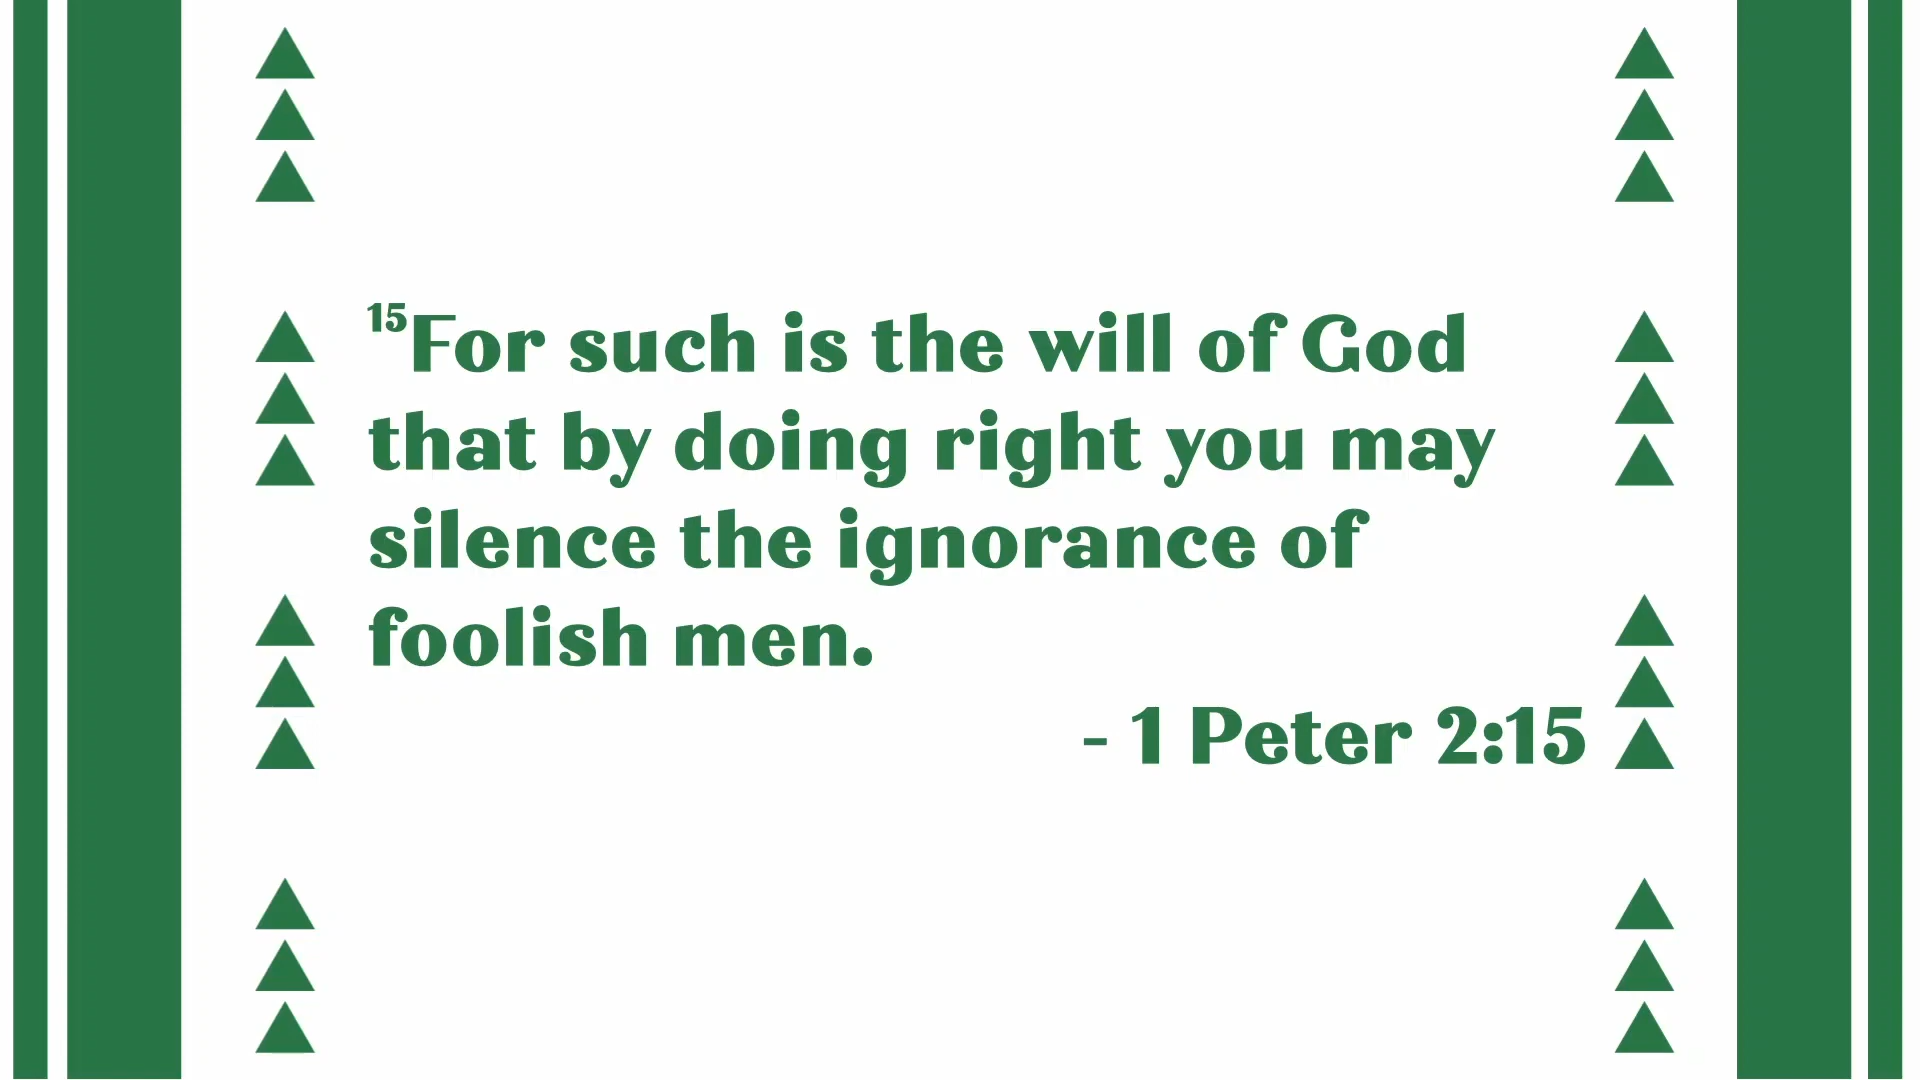 ¹⁵For such is the will of God
that by doing right you may
silence the ignorance of
foolish men.
- 1 Peter 2:15